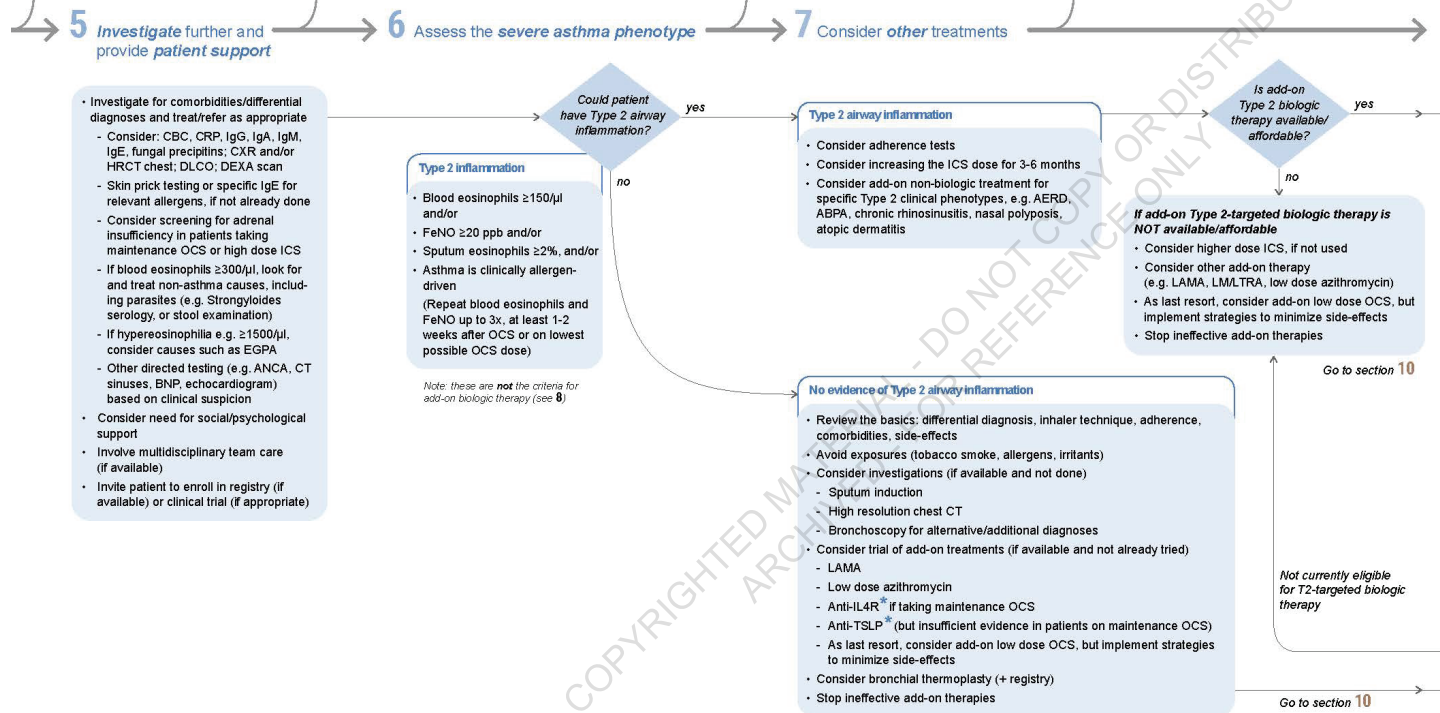 5 Investigate further and
provide patient support
6 Assess the severe asthma phenotype
7 Consider other treatments
• Investigate for comorbidities/differential
diagnoses and treat/refer as appropriate
- Consider: CBC, CRP, IgG, IgA, IgM,
IgE, fungal precipitins; CXR and/or
HRCT chest; DLCO; DEXA scan
- Skin prick testing or specific IgE for
relevant allergens, if not already done
- Consider screening for adrenal
insufficiency in patients taking
maintenance OCS or high dose ICS
- If blood eosinophils ≥300/μl, look for
and treat non-asthma causes, includ-
ing parasites (e.g. Strongyloides
serology, or stool examination)
- If hypereosinophilia e.g. ≥1500/μl,
consider causes such as EGPA
- Other directed testing (e.g. ANCA, CT
sinuses, BNP, echocardiogram)
based on clinical suspicion
• Consider need for social/psychological
support
• Involve multidisciplinary team care
(if available)
• Invite patient to enroll in registry (if
available) or clinical trial (if appropriate)
Could patient
have Type 2 airway
inflammation?
yes
no
Type 2 inflammation
• Blood eosinophils ≥150/μl
and/or
• FeNO ≥20 ppb and/or
• Sputum eosinophils ≥2%, and/or
• Asthma is clinically allergen-
driven
(Repeat blood eosinophils and
FeNO up to 3x, at least 1-2
weeks after OCS or on lowest
possible OCS dose)
Note: these are not the criteria for
add-on biologic therapy (see 8)
Type 2 airway inflammation
• Consider adherence tests
• Consider increasing the ICS dose for 3-6 months
• Consider add-on non-biologic treatment for
specific Type 2 clinical phenotypes, e.g. AERD,
ABPA, chronic rhinosinusitis, nasal polyposis,
atopic dermatitis
Is add-on
Type 2 biologic
therapy available/
affordable?
yes
no
If add-on Type 2-targeted biologic therapy is
NOT available/affordable
• Consider higher dose ICS, if not used
• Consider other add-on therapy
(e.g. LAMA, LM/LTRA, low dose azithromycin)
• As last resort, consider add-on low dose OCS, but
implement strategies to minimize side-effects
• Stop ineffective add-on therapies
Go to section 10
No evidence of Type 2 airway inflammation
• Review the basics: differential diagnosis, inhaler technique, adherence,
comorbidities, side-effects
• Avoid exposures (tobacco smoke, allergens, irritants)
• Consider investigations (if available and not done)
- Sputum induction
- High resolution chest CT
- Bronchoscopy for alternative/additional diagnoses
• Consider trial of add-on treatments (if available and not already tried)
- LAMA
- Low dose azithromycin
- Anti-IL4R* if taking maintenance OCS
- Anti-TSLP* (but insufficient evidence in patients on maintenance OCS)
- As last resort, consider add-on low dose OCS, but implement strategies
to minimize side-effects
• Consider bronchial thermoplasty (+ registry)
• Stop ineffective add-on therapies
Not currently eligible
for T2-targeted biologic
therapy
Go to section 10
COPYRIGHTED MATERIAL - DO NOT COPY OR DISTRIBU
ARCHIVED - FOR REFERENCE ONLY